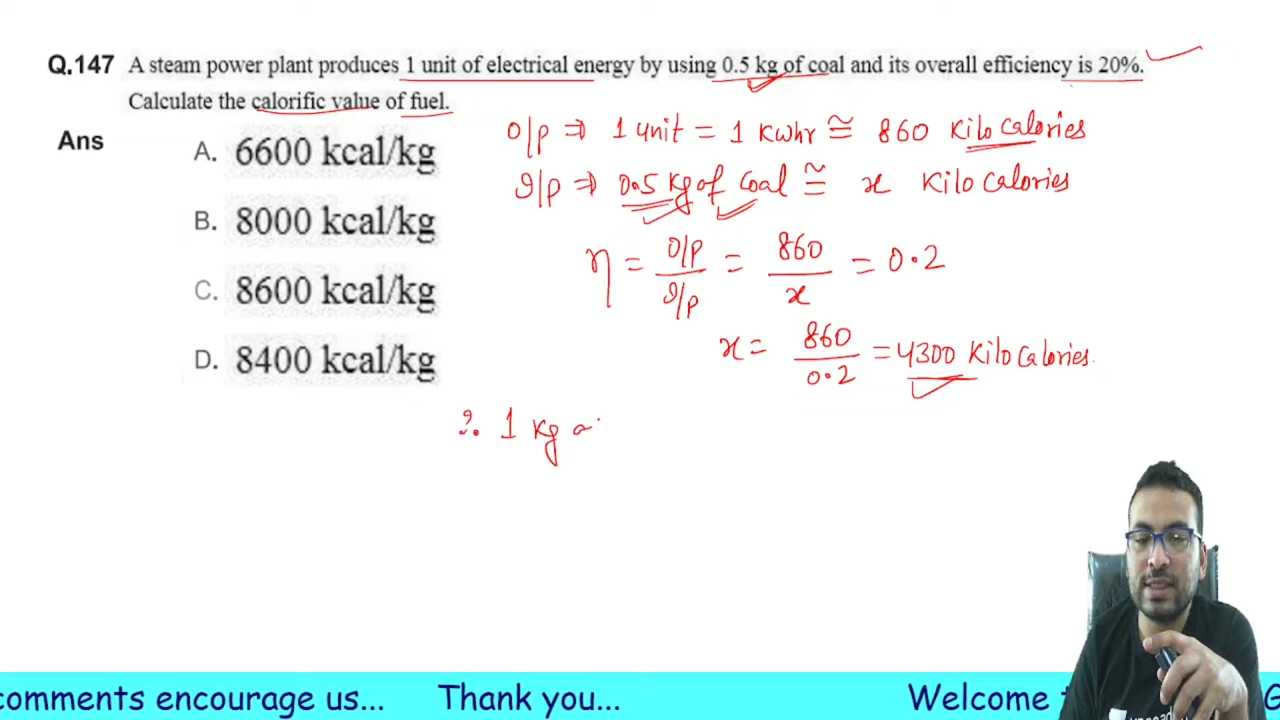 Q.147 A steam power plant produces 1 unit of electrical energy by using 0.5 kg of coal and its overall efficiency is 20%.
Calculate the calorific value of fuel.
Ans
A. 6600 kcal/kg
B. 8000 kcal/kg
C. 8600 kcal/kg
D. 8400 kcal/kg
O/p ⇒ 1 unit = 1 kwhr ≅ 860 Kilo Calories
I/p ⇒ 0.5 kg of coal ≅ x Kilo Calories
η = O/p / I/p = 860 / x = 0.2
x = 860 / 0.2 = 4300 Kilo Calories.
1 kg
comments encourage us... Thank you... Welcome